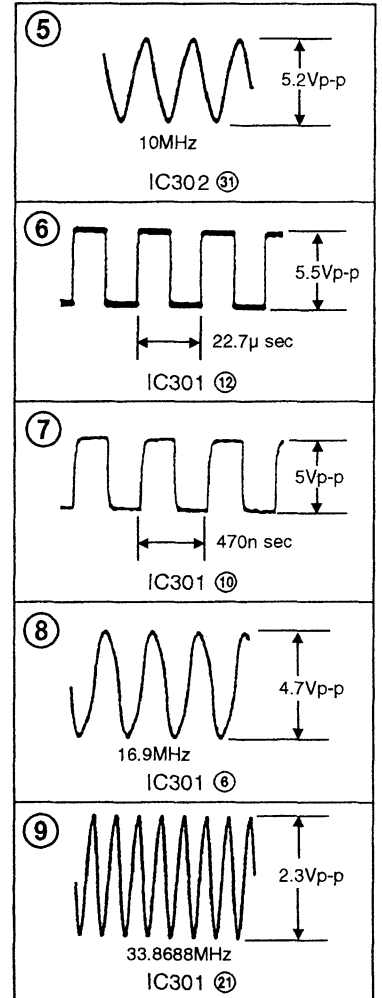 ⑤
5.2Vp-p
10MHz
IC302 ㉛
⑥
5.5Vp-p
22.7µ sec
IC301 ⑫
⑦
5Vp-p
470n sec
IC301 ⑩
⑧
4.7Vp-p
16.9MHz
IC301 ⑥
⑨
2.3Vp-p
33.8688MHz
IC301 ㉑